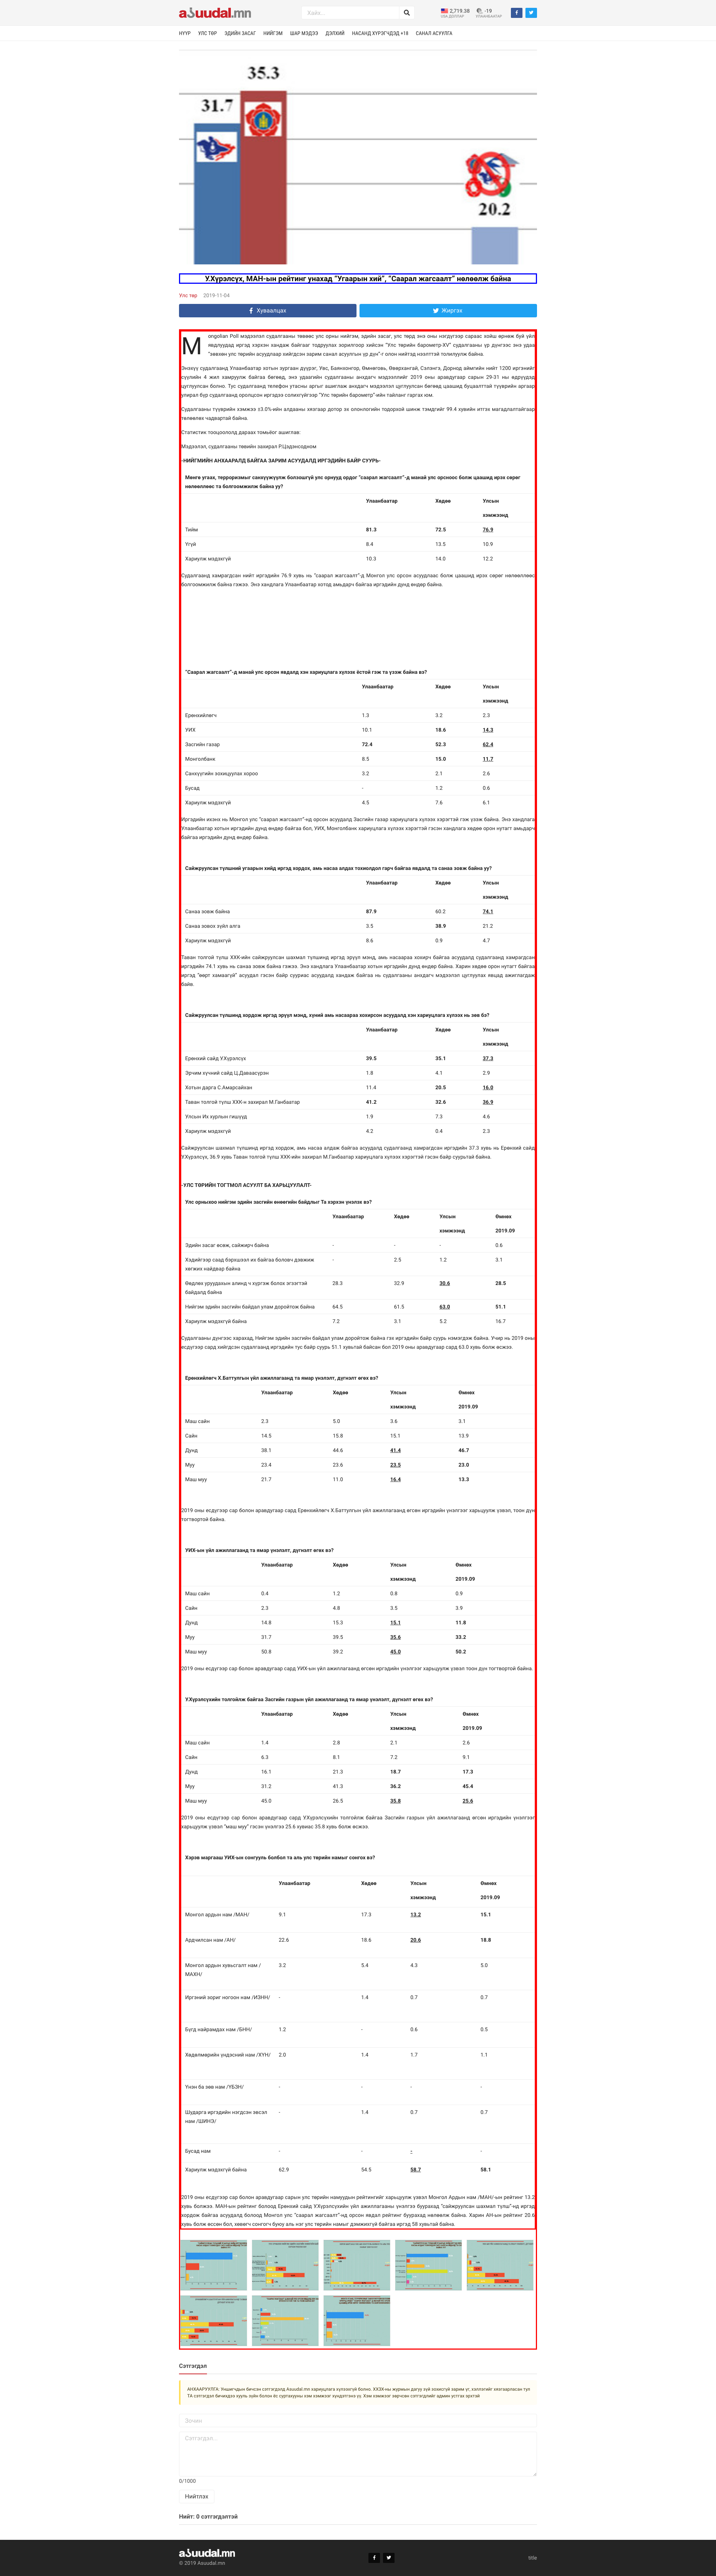 asuudal.mn
Хайх...
2,719.38
АНУ ДОЛЛАР
-19
УЛААНБААТАР
НҮҮР УЛС ТӨР ЭДИЙН ЗАСАГ НИЙГЭМ ШАР МЭДЭЭ ДЭЛХИЙ НАСАНД ХҮРЭГЧДЭД +18 САНАЛ АСУУЛГА
35.3
31.7
20.2
У.Хүрэлсүх, МАН-ын рейтинг унахад "Угаарын хий", "Саарал жагсаалт" нөлөөлж байна
Улс төр 2019-11-04
Хуваалцах
Жиргэх
Mongolian Poll мэдээлэл судалгааны төвөөс улс орны нийгэм, эдийн засаг, улс төрд энэ оны нэгдүгээр сараас хойш өрнөж буй үйл
явдлуудад иргэд хэрхэн хандаж байгааг тодруулах зорилгоор хийсэн "Улс төрийн барометр-XV" судалгааны үр дүнгээс энэ удаа
"зөвхөн улс төрийн асуудлаар хийгдсэн зарим санал асуулгын үр дүн"-г олон нийтэд нээлттэй толилуулж байна.
Энэхүү судалгаанд Улаанбаатар хотын зургаан дүүрэг, Увс, Баянхонгор, Өмнөговь, Өвөрхангай, Сэлэнгэ, Дорнод аймгийн нийт 1200 иргэнийг
сүүлийн 4 жил хамруулж байгаа бөгөөд, энэ удаагийн судалгааны анхдагч мэдээллийг 2019 оны аравдугаар сарын 29-31 ны өдрүүдэд
цуглуулсан болно. Тус судалгаанд телефон утасны аргыг ашиглаж анхдагч мэдээлэл цуглуулсан бөгөөд цаашид буцаалттай түүврийн аргаар
улирал бүр судалгаанд оролцсон иргэдээ солихгүйгээр "Улс төрийн барометр"-ийн тайланг гаргах юм.
Судалгааны түүврийн хэмжээ ±3.0%-ийн алдааны хязгаар дотор эх олонлогийн тодорхой шинж тэмдгийг 99.4 хувийн итгэх магадлалтайгаар
төлөөлөх чадвартай байна.
Статистик тооцоололд дараах томьёог ашиглав:
Мэдээлэл, судалгааны төвийн захирал Р.Цэдэнсодном
-НИЙГМИЙН АНХААРАЛД БАЙГАА ЗАРИМ АСУУДАЛД ИРГЭДИЙН БАЙР СУУРЬ-
Мөнгө угаах, терроризмыг санхүүжүүлж болзошгүй улс орнууд ордог "саарал жагсаалт"-д манай улс орсноос болж цаашид ирэх сөрөг
нөлөөллөөс та болгоомжилж байна уу?
Улаанбаатар Хөдөө Улсын
хэмжээнд
Тийм 81.3 72.5 76.9
Үгүй 8.4 13.5 10.9
Хариулж мэдэхгүй 10.3 14.0 12.2
Судалгаанд хамрагдсан нийт иргэдийн 76.9 хувь нь "саарал жагсаалт"-д Монгол улс орсон асуудлаас болж цаашид ирэх сөрөг нөлөөллөөс
болгоомжилж байна гэжээ. Энэ хандлага Улаанбаатар хотод амьдарч байгаа иргэдийн дунд өндөр байна.
"Саарал жагсаалт"-д манай улс орсон явдалд хэн хариуцлага хүлээх ёстой гэж та үзэж байна вэ?
Улаанбаатар Хөдөө Улсын
хэмжээнд
Ерөнхийлөгч 1.3 3.2 2.3
УИХ 10.1 18.6 14.3
Засгийн газар 72.4 52.3 62.4
Монголбанк 8.5 15.0 11.7
Санхүүгийн зохицуулах хороо 3.2 2.1 2.6
Бусад - 1.2 0.6
Хариулж мэдэхгүй 4.5 7.6 6.1
Иргэдийн ихэнх нь Монгол улс "саарал жагсаалт"-нд орсон асуудалд Засгийн газар хариуцлага хүлээх хэрэгтэй гэж үзэж байна. Энэ хандлага
Улаанбаатар хотын иргэдийн дунд өндөр байгаа бол, УИХ, Монголбанк хариуцлага хүлээх хэрэгтэй гэсэн хандлага хөдөө орон нутагт амьдарч
байгаа иргэдийн дунд өндөр байна.
Сайжруулсан түлшний угаарын хийд иргэд хордох, амь насаа алдах тохиолдол гарч байгаа явдалд та санаа зовж байна уу?
Улаанбаатар Хөдөө Улсын
хэмжээнд
Санаа зовж байна 87.9 60.2 74.1
Санаа зовох зүйл алга 3.5 38.9 21.2
Хариулж мэдэхгүй 8.6 0.9 4.7
Таван толгой түлш ХХК-ийн сайжруулсан шахмал түлшинд иргэд эрүүл мэнд, амь насаараа хохирч байгаа асуудалд судалгаанд хамрагдсан
иргэдийн 74.1 хувь нь санаа зовж байна гэжээ. Энэ хандлага Улаанбаатар хотын иргэдийн дунд өндөр байна. Харин хөдөө орон нутагт байгаа
иргэд "өөрт хамаагүй" асуудал гэсэн байр сууриас асуудалд хандаж байгаа нь судалгааны анхдагч мэдээлэл цуглуулах явцад ажиглагдаж
байв.
Сайжруулсан түлшинд хордож иргэд эрүүл мэнд, хүний амь насаараа хохирсон асуудалд хэн хариуцлага хүлээх нь зөв бэ?
Улаанбаатар Хөдөө Улсын
хэмжээнд
Ерөнхий сайд У.Хүрэлсүх 39.5 35.1 37.3
Эрчим хүчний сайд Ц.Даваасүрэн 1.8 4.1 2.9
Хотын дарга С.Амарсайхан 11.4 20.5 16.0
Таван толгой түлш ХХК-н захирал М.Ганбаатар 41.2 32.6 36.9
Улсын Их хурлын гишүүд 1.9 7.3 4.6
Хариулж мэдэхгүй 4.2 0.4 2.3
Сайжруулсан шахмал түлшинд иргэд хордож, амь насаа алдаж байгаа асуудалд судалгаанд хамрагдсан иргэдийн 37.3 хувь нь Ерөнхий сайд
У.Хүрэлсүх, 36.9 хувь Таван толгой түлш ХХК-ийн захирал М.Ганбаатар хариуцлага хүлээх хэрэгтэй гэсэн байр суурьтай байна.
-УЛС ТӨРИЙН ТОГТМОЛ АСУУЛТ БА ХАРЬЦУУЛАЛТ-
Улс орныхоо нийгэм эдийн засгийн өнөөгийн байдлыг Та хэрхэн үнэлэх вэ?
Улаанбаатар Хөдөө Улсын Өмнөх
хэмжээнд 2019.09
Эдийн засаг өсөж, сайжирч байна - - - 0.6
Хэдийгээр саад бэрхшээл их байгаа боловч дэвжиж - 2.5 1.2 3.1
хөгжих найдвар байна
Өөдлөх уруудахын алинд ч хүргэж болох эгзэгтэй 28.3 32.9 30.6 28.5
байдалд байна
Нийгэм эдийн засгийн байдал улам доройтож байна 64.5 61.5 63.0 51.1
Хариулж мэдэхгүй байна 7.2 3.1 5.2 16.7
Судалгааны дүнгээс харахад, Нийгэм эдийн засгийн байдал улам доройтож байна гэх иргэдийн байр суурь нэмэгдэж байна. Учир нь 2019 оны
есдүгээр сард хийгдсэн судалгаанд иргэдийн тус байр суурь 51.1 хувьтай байсан бол 2019 оны аравдугаар сард 63.0 хувь болж өсжээ.
Ерөнхийлөгч Х.Баттулгын үйл ажиллагаанд та ямар үнэлэлт, дүгнэлт өгөх вэ?
Улаанбаатар Хөдөө Улсын Өмнөх
хэмжээнд 2019.09
Маш сайн 2.3 5.0 3.6 3.1
Сайн 14.5 15.8 15.1 13.9
Дунд 38.1 44.6 41.4 46.7
Муу 23.4 23.6 23.5 23.0
Маш муу 21.7 11.0 16.4 13.3
2019 оны есдүгээр сар болон аравдугаар сард Ерөнхийлөгч Х.Баттулгын үйл ажиллагаанд өгсөн иргэдийн үнэлгээг харьцуулж үзвэл, тоон дүн
тогтвортой байна.
УИХ-ын үйл ажиллагаанд та ямар үнэлэлт, дүгнэлт өгөх вэ?
Улаанбаатар Хөдөө Улсын Өмнөх
хэмжээнд 2019.09
Маш сайн 0.4 1.2 0.8 0.9
Сайн 2.3 4.8 3.5 3.9
Дунд 14.8 15.3 15.1 11.8
Муу 31.7 39.5 35.6 33.2
Маш муу 50.8 39.2 45.0 50.2
2019 оны есдүгээр сар болон аравдугаар сард УИХ-ын үйл ажиллагаанд өгсөн иргэдийн үнэлгээг харьцуулж үзвэл тоон дүн тогтвортой байна.
У.Хүрэлсүхийн толгойлж байгаа Засгийн газрын үйл ажиллагаанд та ямар үнэлэлт, дүгнэлт өгөх вэ?
Улаанбаатар Хөдөө Улсын Өмнөх
хэмжээнд 2019.09
Маш сайн 1.4 2.8 2.1 2.6
Сайн 6.3 8.1 7.2 9.1
Дунд 16.1 21.3 18.7 17.3
Муу 31.2 41.3 36.2 45.4
Маш муу 45.0 26.5 35.8 25.6
2019 оны есдүгээр сар болон аравдугаар сард У.Хүрэлсүхийн толгойлж байгаа Засгийн газрын үйл ажиллагаанд өгсөн иргэдийн үнэлгээг
харьцуулж үзвэл "маш муу" гэсэн үнэлгээ 25.6 хувиас 35.8 хувь болж өсжээ.
Хэрэв маргааш УИХ-ын сонгууль болбол та аль улс төрийн намыг сонгох вэ?
Улаанбаатар Хөдөө Улсын Өмнөх
хэмжээнд 2019.09
Монгол ардын нам /МАН/ 9.1 17.3 13.2 15.1
Ардчилсан нам /АН/ 22.6 18.6 20.6 18.8
Монгол ардын хувьсгалт нам / 3.2 5.4 4.3 5.0
МАХН/
Иргэний зориг ногоон нам /ИЗНН/ - 1.4 0.7 0.7
Бүгд найрамдах нам /БНН/ 1.2 - 0.6 0.5
Хөдөлмөрийн үндэсний нам /ХҮН/ 2.0 1.4 1.7 1.1
Үнэн ба зөв нам /ҮБЗН/ - - - -
Шударга иргэдийн нэгдсэн эвсэл - 1.4 0.7 0.7
нам /ШИНЭ/
Бусад нам - - - -
Хариулж мэдэхгүй байна 62.9 54.5 58.7 58.1
2019 оны есдүгээр сар болон аравдугаар сарын улс төрийн намуудын рейтингийг харьцуулж үзвэл Монгол Ардын нам /МАН/-ын рейтинг 13.2
хувь болжээ. МАН-ын рейтинг болоод Ерөнхий сайд У.Хүрэлсүхийн үйл ажиллагааны үнэлгээ буурахад "сайжруулсан шахмал түлш"-нд иргэд
хордож байгаа асуудалд болоод Монгол улс "саарал жагсаалт"-нд орсон явдал рейтинг буурахад нөлөөлж байна. Харин АН-ын рейтинг 20.6
хувь болж өссөн бол, хөвөгч сонгогч буюу аль нэг улс төрийн намыг дэмжихгүй байгаа иргэд 58 хувьтай байна.
Сэтгэгдэл
АНХААРУУЛГА: Уншигчдын бичсэн сэтгэгдэлд Asuudal.mn хариуцлага хүлээхгүй болно. ХХЗХ-ны журмын дагуу зүй зохисгүй зарим үг, хэллэгийг хязгаарласан тул
ТА сэтгэгдэл бичихдээ хууль зүйн болон ёс суртахууны хэм хэмжээг хүндэтгэнэ үү. Хэм хэмжээг зөрчсөн сэтгэгдлийг админ устгах эрхтэй
Зочин
Сэтгэгдэл...
0/1000
Нийтлэх
Нийт: 0 сэтгэгдэлтэй
asuudal.mn
© 2019 Asuudal.mn
title